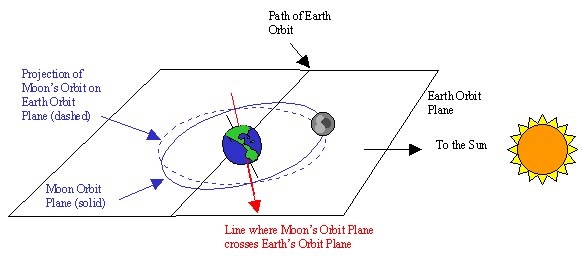 Path of Earth
Orbit
Projection of
Moon's Orbit on
Earth Orbit
Plane (dashed)
Earth Orbit
Plane
To the Sun
Moon Orbit
Plane (solid)
Line where Moon's Orbit Plane
crosses Earth's Orbit Plane